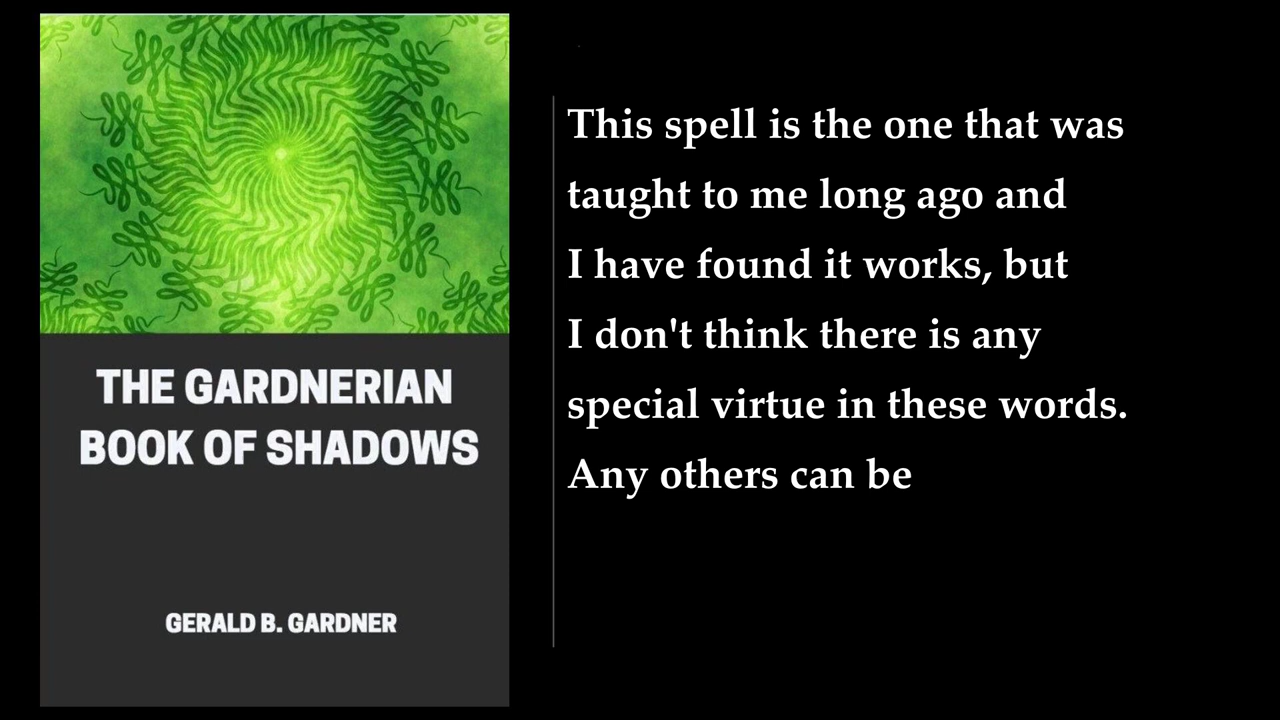 THE GARDNERIAN
BOOK OF SHADOWS
GERALD B. GARDNER
This spell is the one that was
taught to me long ago and
I have found it works, but
I don't think there is any
special virtue in these words.
Any others can be